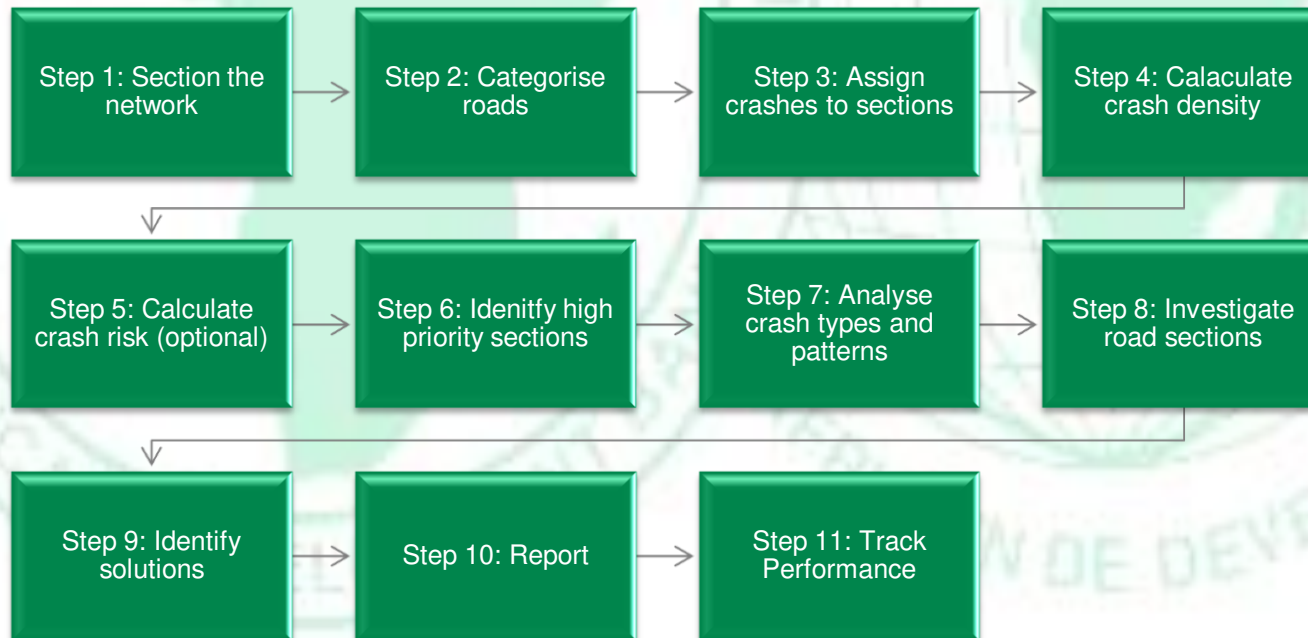 Step 1: Section the
network
Step 2: Categorise
roads
Step 3: Assign
crashes to sections
Step 4: Calaculate
crash density
Step 5: Calculate
crash risk (optional)
Step 6: Idenitfy high
priority sections
Step 7: Analyse
crash types and
patterns
Step 8: Investigate
road sections
Step 9: Identify
solutions
Step 10: Report
Step 11: Track
Performance
DE DEV